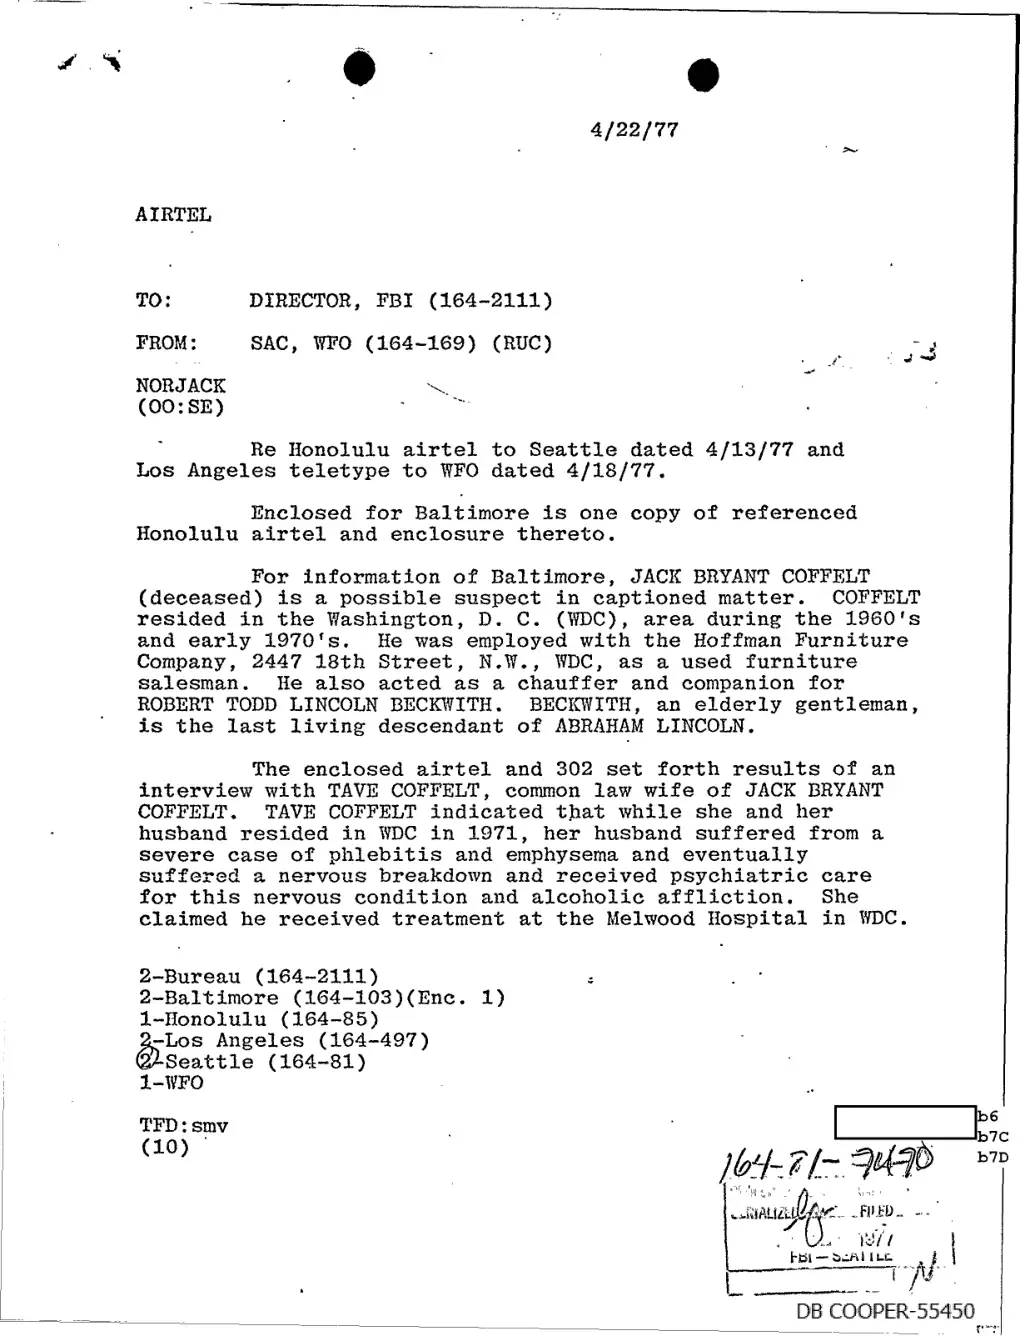 4/22/77
AIRTEL
TO: DIRECTOR, FBI (164-2111)
FROM: SAC, WFO (164-169) (RUC)
NORJACK
(OO:SE)
Re Honolulu airtel to Seattle dated 4/13/77 and
Los Angeles teletype to WFO dated 4/18/77.
Enclosed for Baltimore is one copy of referenced
Honolulu airtel and enclosure thereto.
For information of Baltimore, JACK BRYANT COFFELT
(deceased) is a possible suspect in captioned matter. COFFELT
resided in the Washington, D. C. (WDC), area during the 1960's
and early 1970's. He was employed with the Hoffman Furniture
Company, 2447 18th Street, N.W., WDC, as a used furniture
salesman. He also acted as a chauffer and companion for
ROBERT TODD LINCOLN BECKWITH. BECKWITH, an elderly gentleman,
is the last living descendant of ABRAHAM LINCOLN.
The enclosed airtel and 302 set forth results of an
interview with TAVE COFFELT, common law wife of JACK BRYANT
COFFELT. TAVE COFFELT indicated that while she and her
husband resided in WDC in 1971, her husband suffered from a
severe case of phlebitis and emphysema and eventually
suffered a nervous breakdown and received psychiatric care
for this nervous condition and alcoholic affliction. She
claimed he received treatment at the Melwood Hospital in WDC.
2-Bureau (164-2111)
2-Baltimore (164-103)(Enc. 1)
1-Honolulu (164-85)
2-Los Angeles (164-497)
2-Seattle (164-81)
1-WFO
TFD:smv
(10)
b6
b7C
b7D
164-81-
FILED
FBI - SEATTLE
DB COOPER-55450